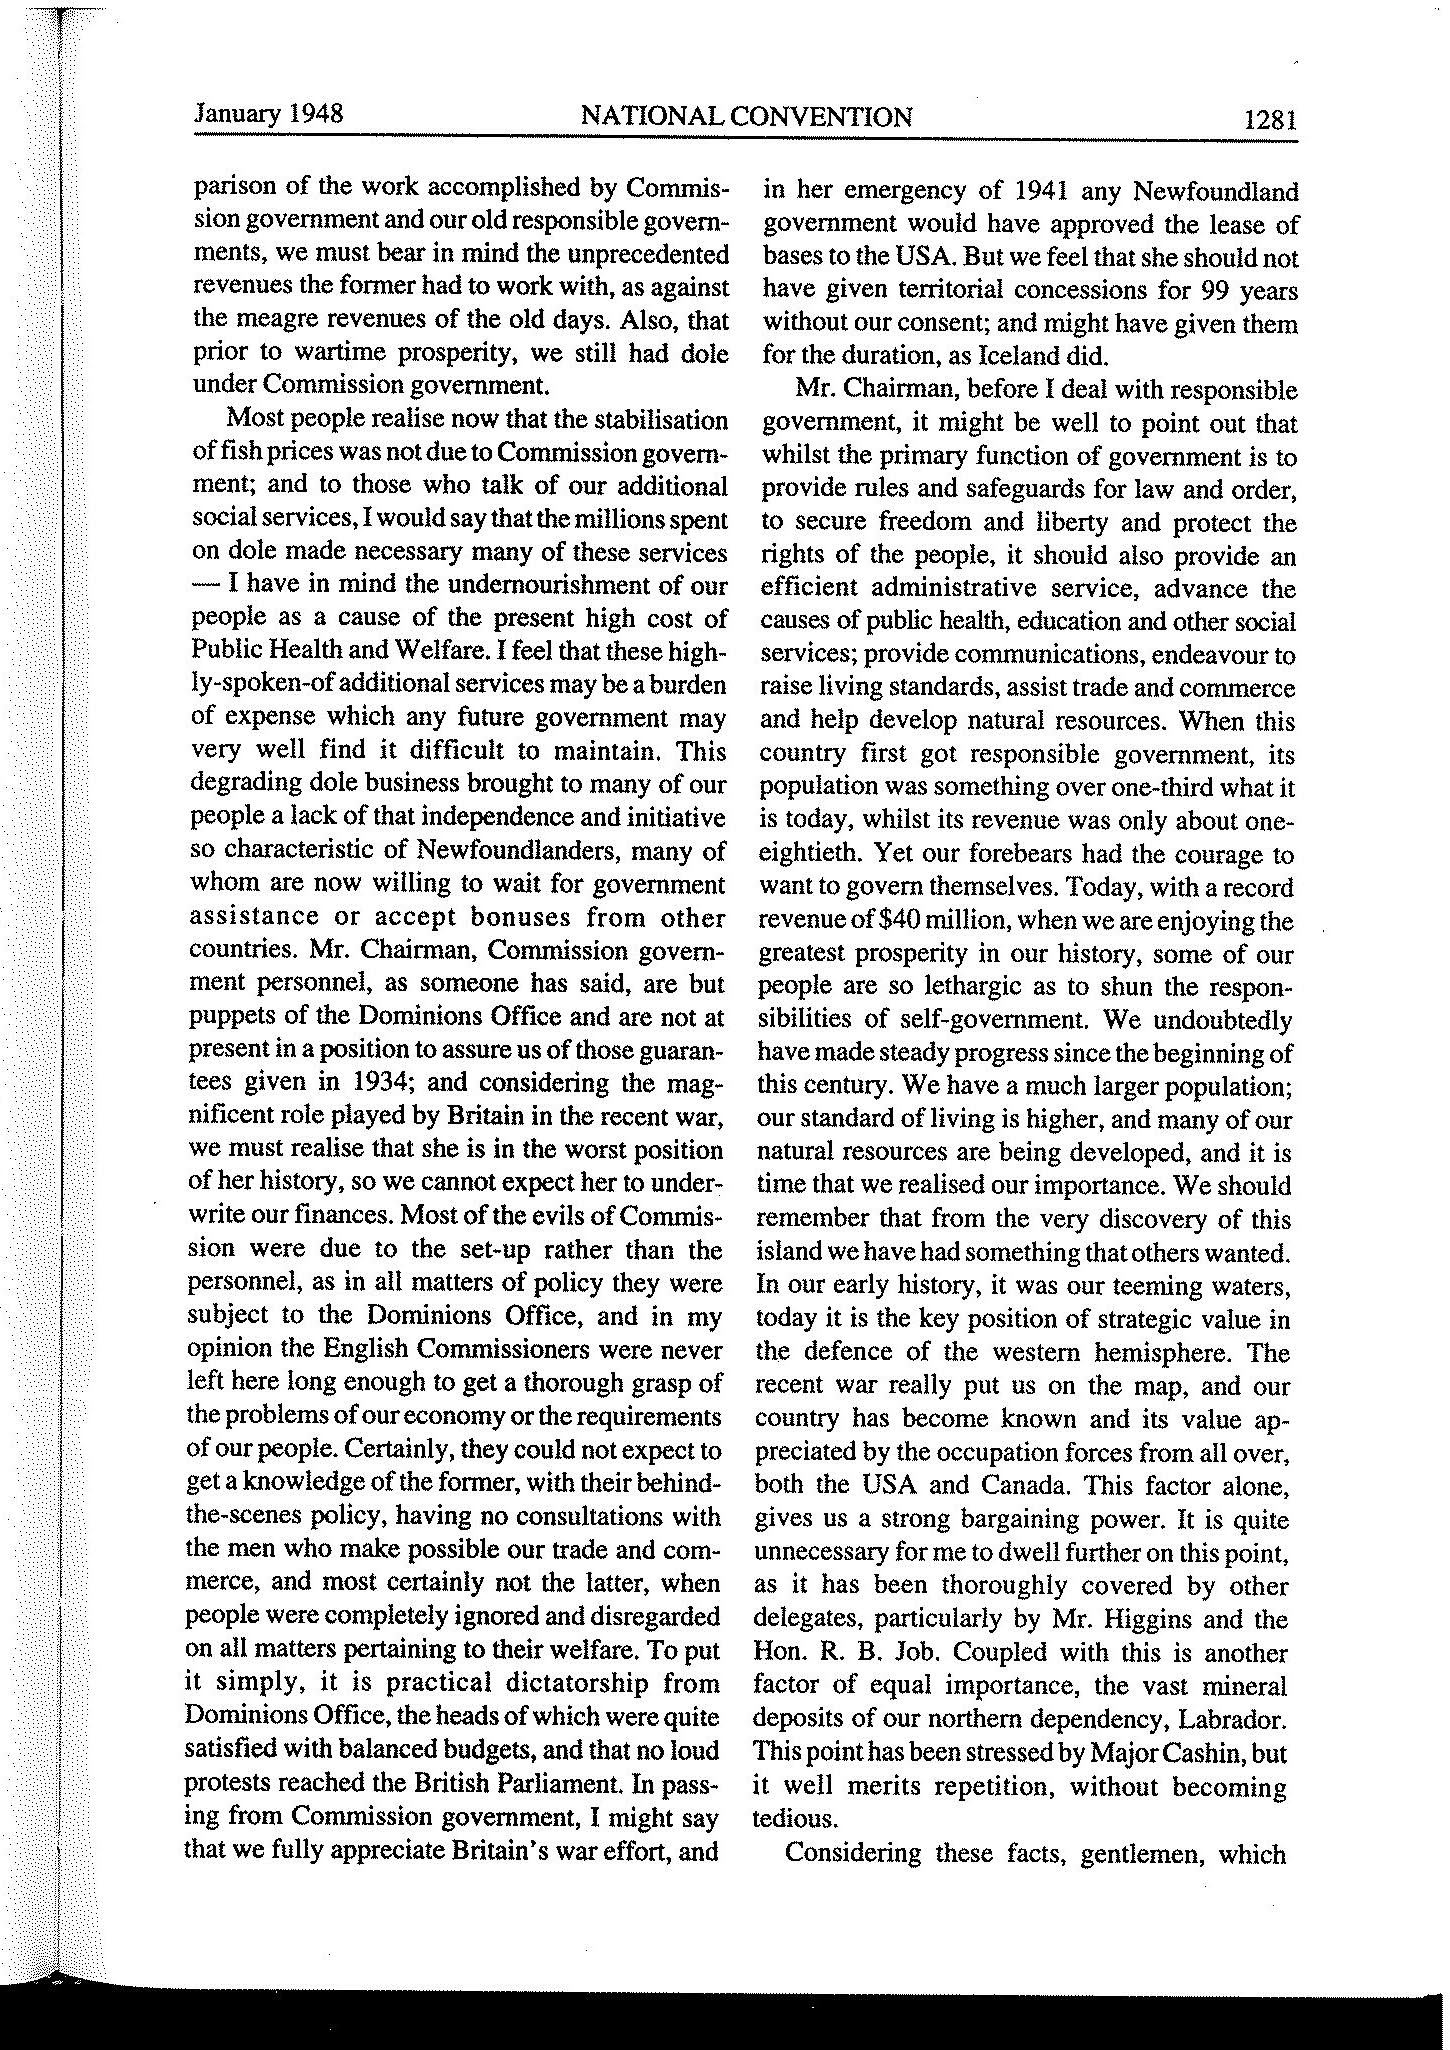 January 1948
NATIONAL CONVENTION
1281
parison of the work accomplished by Commis-
sion government and our old responsible govern-
ments, we must bear in mind the unprecedented
revenues the former had to work with, as against
the meagre revenues of the old days. Also, that
prior to wartime prosperity, we still had dole
under Commission government.
Most people realise now that the stabilisation
of fish prices was not due to Commission govern-
ment; and to those who talk of our additional
social services, I would say that the millions spent
on dole made necessary many of these services
— I have in mind the undernourishment of our
people as a cause of the present high cost of
Public Health and Welfare. I feel that these high-
ly-spoken-of additional services may be a burden
of expense which any future government may
very well find it difficult to maintain. This
degrading dole business brought to many of our
people a lack of that independence and initiative
so characteristic of Newfoundlanders, many of
whom are now willing to wait for government
assistance or accept bonuses from other
countries. Mr. Chairman, Commission govern-
ment personnel, as someone has said, are but
puppets of the Dominions Office and are not at
present in a position to assure us of those guaran-
tees given in 1934; and considering the mag-
nificent role played by Britain in the recent war,
we must realise that she is in the worst position
of her history, so we cannot expect her to under-
write our finances. Most of the evils of Commis-
sion were due to the set-up rather than the
personnel, as in all matters of policy they were
subject to the Dominions Office, and in my
opinion the English Commissioners were never
left here long enough to get a thorough grasp of
the problems of our economy or the requirements
of our people. Certainly, they could not expect to
get a knowledge of the former, with their behind-
the-scenes policy, having no consultations with
the men who make possible our trade and com-
merce, and most certainly not the latter, when
people were completely ignored and disregarded
on all matters pertaining to their welfare. To put
it simply, it is practical dictatorship from
Dominions Office, the heads of which were quite
satisfied with balanced budgets, and that no loud
protests reached the British Parliament. In pass-
ing from Commission government, I might say
that we fully appreciate Britain's war effort, and
in her emergency of 1941 any Newfoundland
government would have approved the lease of
bases to the USA. But we feel that she should not
have given territorial concessions for 99 years
without our consent; and might have given them
for the duration, as Iceland did.
Mr. Chairman, before I deal with responsible
government, it might be well to point out that
whilst the primary function of government is to
provide rules and safeguards for law and order,
to secure freedom and liberty and protect the
rights of the people, it should also provide an
efficient administrative service, advance the
causes of public health, education and other social
services; provide communications, endeavour to
raise living standards, assist trade and commerce
and help develop natural resources. When this
country first got responsible government, its
population was something over one-third what it
is today, whilst its revenue was only about one-
eightieth. Yet our forebears had the courage to
want to govern themselves. Today, with a record
revenue of $40 million, when we are enjoying the
greatest prosperity in our history, some of our
people are so lethargic as to shun the respon-
sibilities of self-government. We undoubtedly
have made steady progress since the beginning of
this century. We have a much larger population;
our standard of living is higher, and many of our
natural resources are being developed, and it is
time that we realised our importance. We should
remember that from the very discovery of this
island we have had something that others wanted.
In our early history, it was our teeming waters,
today it is the key position of strategic value in
the defence of the western hemisphere. The
recent war really put us on the map, and our
country has become known and its value ap-
preciated by the occupation forces from all over,
both the USA and Canada. This factor alone,
gives us a strong bargaining power. It is quite
unnecessary for me to dwell further on this point,
as it has been thoroughly covered by other
delegates, particularly by Mr. Higgins and the
Hon. R. B. Job. Coupled with this is another
factor of equal importance, the vast mineral
deposits of our northern dependency, Labrador.
This point has been stressed by Major Cashin, but
it well merits repetition, without becoming
tedious.
Considering these facts, gentlemen, which